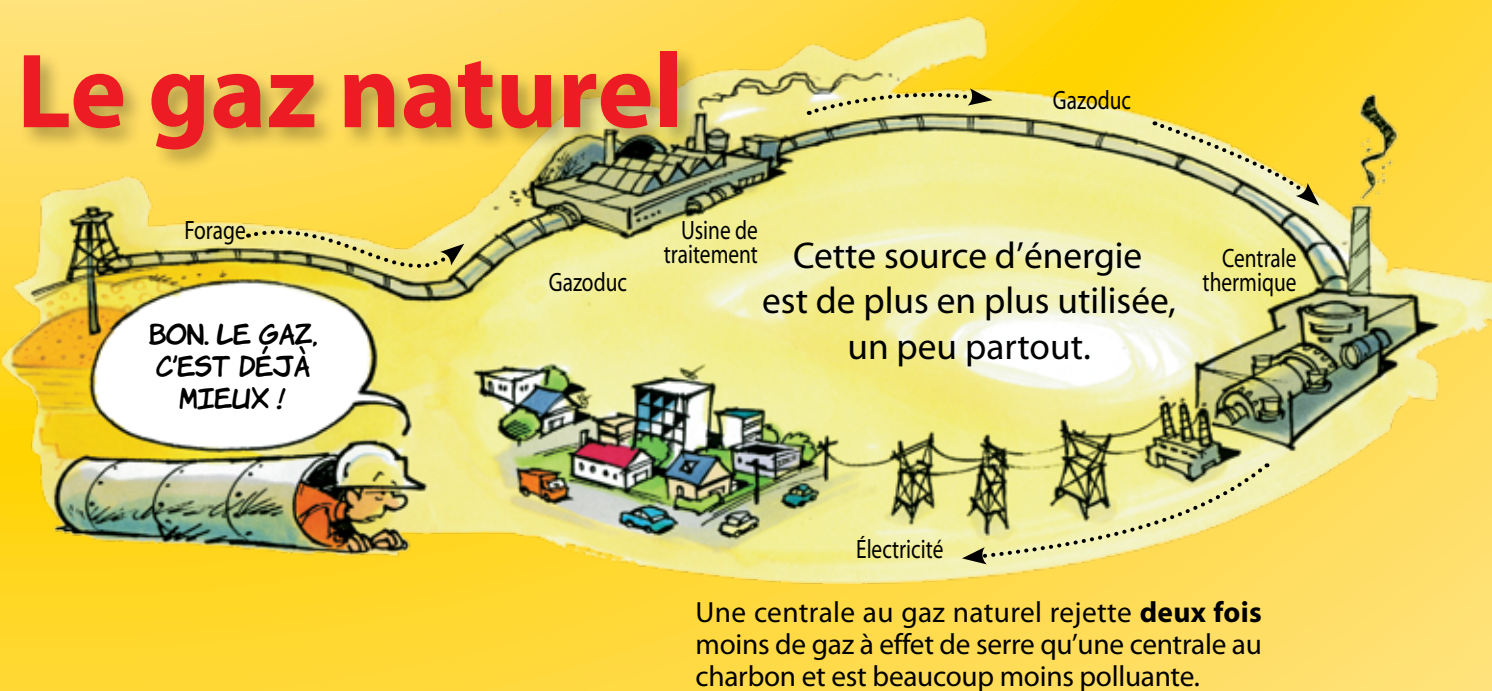 Le gaz naturel
Gazoduc
Forage
Usine de
traitement
Gazoduc
Cette source d'énergie
est de plus en plus utilisée,
un peu partout.
Centrale
thermique
BON. LE GAZ,
C'EST DÉJÀ
MIEUX !
Électricité
Une centrale au gaz naturel rejette deux fois
moins de gaz à effet de serre qu'une centrale au
charbon et est beaucoup moins polluante.